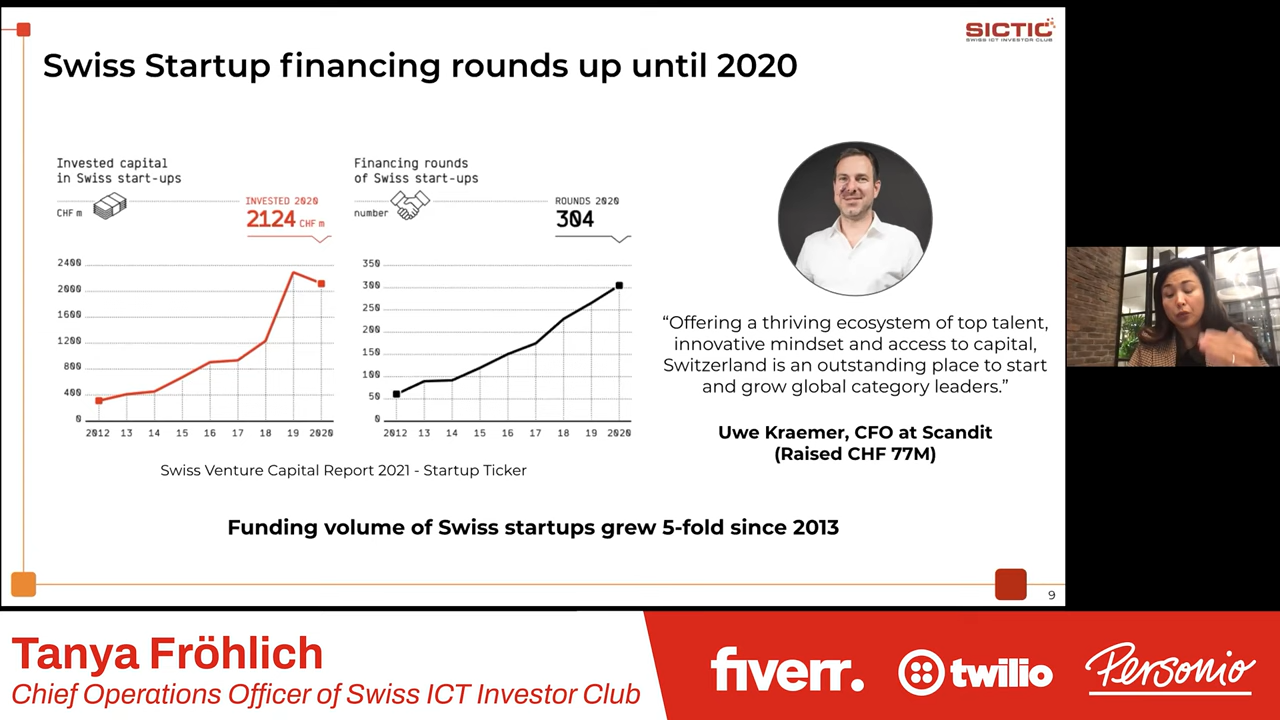 SICTIC
SWISS ICT INVESTOR CLUB
Swiss Startup financing rounds up until 2020
Invested capital
in Swiss start-ups
CHF m
INVESTED 2020
2124 CHF m
2400
2000
1600
1200
800
400
0
2012 13 14 15 16 17 18 19 2020
Financing rounds
of Swiss start-ups
number
ROUNDS 2020
304
350
300
250
200
150
100
50
0
2012 13 14 15 16 17 18 19 2020
Swiss Venture Capital Report 2021 - Startup Ticker
“Offering a thriving ecosystem of top talent,
innovative mindset and access to capital,
Switzerland is an outstanding place to start
and grow global category leaders.”
Uwe Kraemer, CFO at Scandit
(Raised CHF 77M)
Funding volume of Swiss startups grew 5-fold since 2013
9
Tanya Fröhlich
Chief Operations Officer of Swiss ICT Investor Club
fiverr.
twilio
Personio